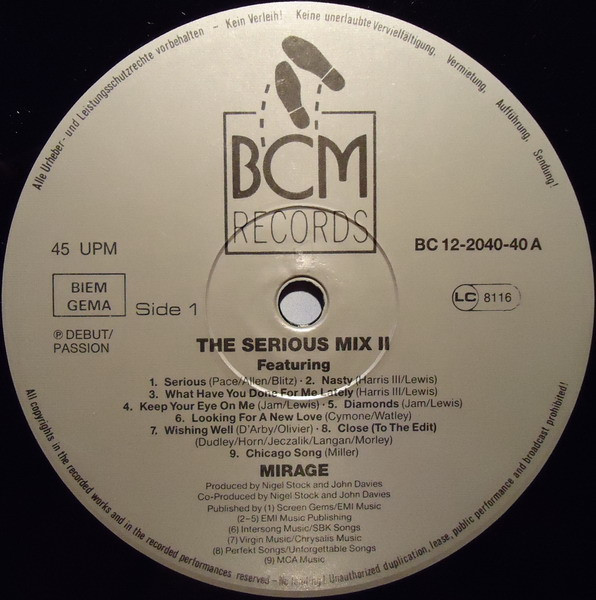 Alle Urheber- und Leistungsschutzrechte vorbehalten - Kein Verleih! Keine unerlaubte Vervielfältigung, Vermietung, Aufführung, Sendung!
BCM
RECORDS
45 UPM
BC 12-2040-40 A
BIEM
GEMA
Side 1
LC 8116
℗ DEBUT/
PASSION
THE SERIOUS MIX II
Featuring
1. Serious (Pace/Allen/Blitz) · 2. Nasty (Harris III/Lewis)
3. What Have You Done For Me Lately (Harris III/Lewis)
4. Keep Your Eye On Me (Jam/Lewis) · 5. Diamonds (Jam/Lewis)
6. Looking For A New Love (Cymone/Watley)
7. Wishing Well (D'Arby/Olivier) · 8. Close (To The Edit)
(Dudley/Horn/Jeczalik/Langan/Morley)
9. Chicago Song (Miller)
MIRAGE
Produced by Nigel Stock and John Davies
Co-Produced by Nigel Stock and John Davies
Published by (1) Screen Gems/EMI Music
(2-5) EMI Music Publishing
(6) Intersong Music/SBK Songs
(7) Virgin Music/Chrysalis Music
(8) Perfekt Songs/Unforgettable Songs
(9) MCA Music
All copyrights in the recorded works and in the recorded performances reserved - No lending! Unauthorized duplication, lease, public performance and broadcast prohibited!